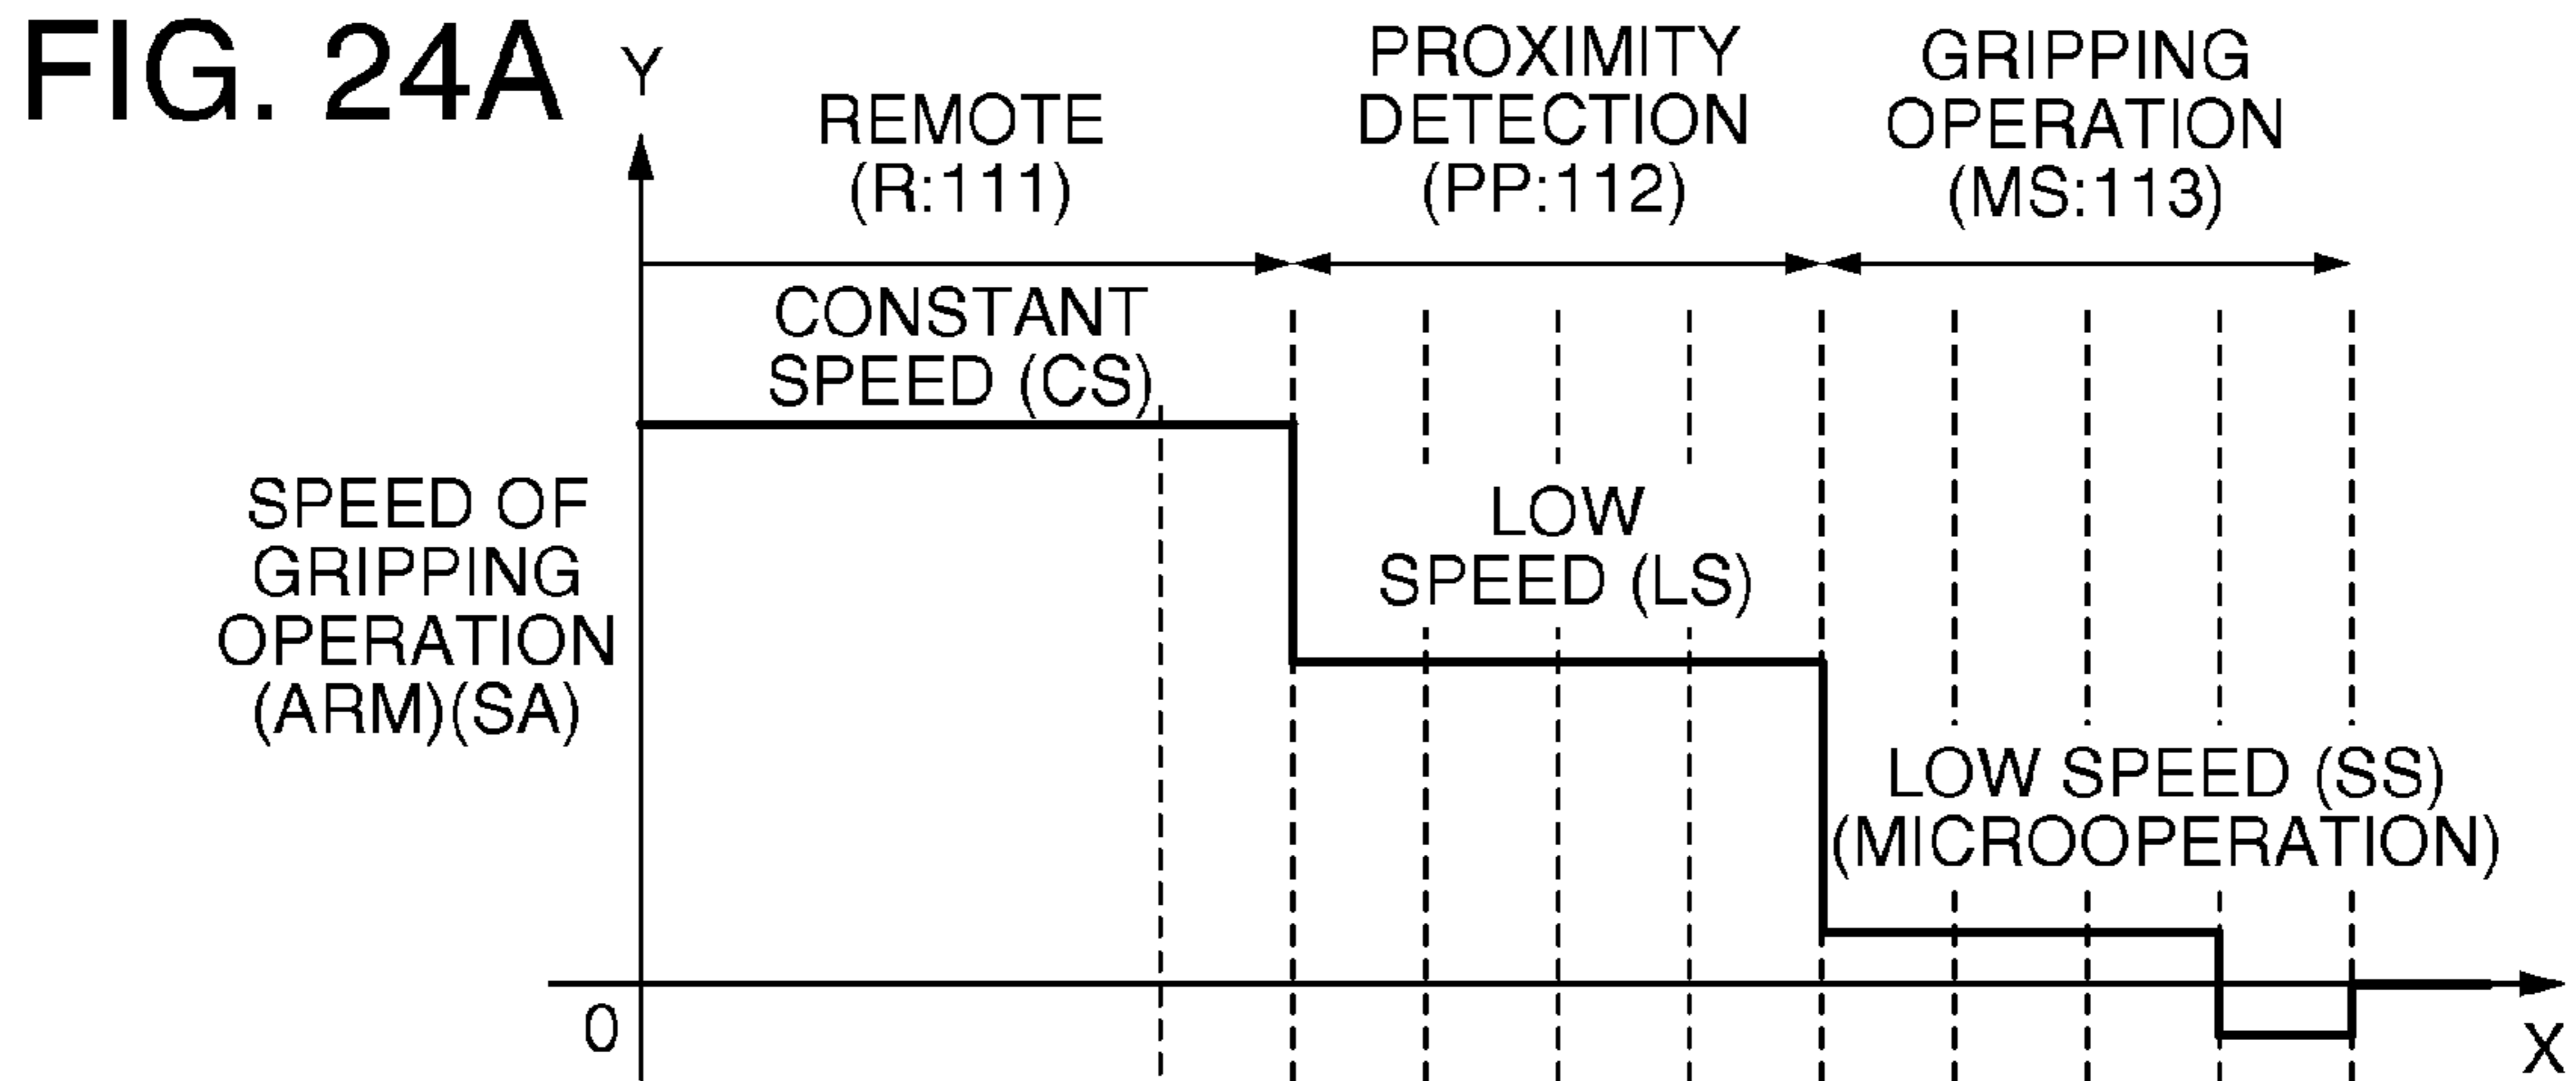 FIG. 24A
Y
REMOTE
(R:111)
PROXIMITY
DETECTION
(PP:112)
GRIPPING
OPERATION
(MS:113)
CONSTANT
SPEED (CS)
SPEED OF
GRIPPING
OPERATION
(ARM)(SA)
LOW
SPEED (LS)
LOW SPEED (SS)
(MICROOPERATION)
0
X